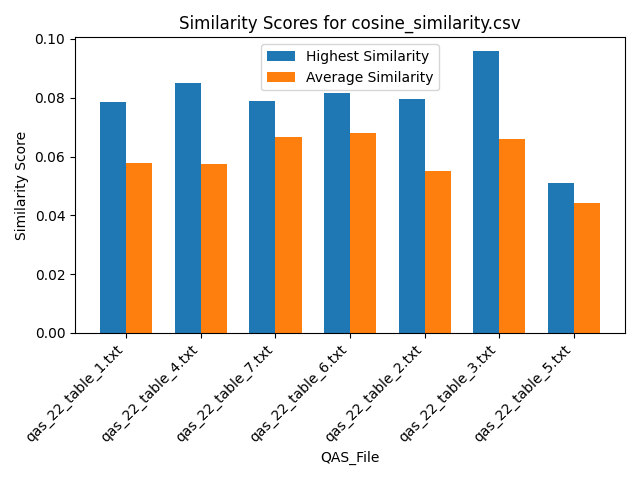 Similarity Scores for cosine_similarity.csv
Highest Similarity
Average Similarity
Similarity Score
0.10
0.08
0.06
0.04
0.02
0.00
qas_22_table_1.txt
qas_22_table_4.txt
qas_22_table_7.txt
qas_22_table_6.txt
qas_22_table_2.txt
qas_22_table_3.txt
qas_22_table_5.txt
QAS_File